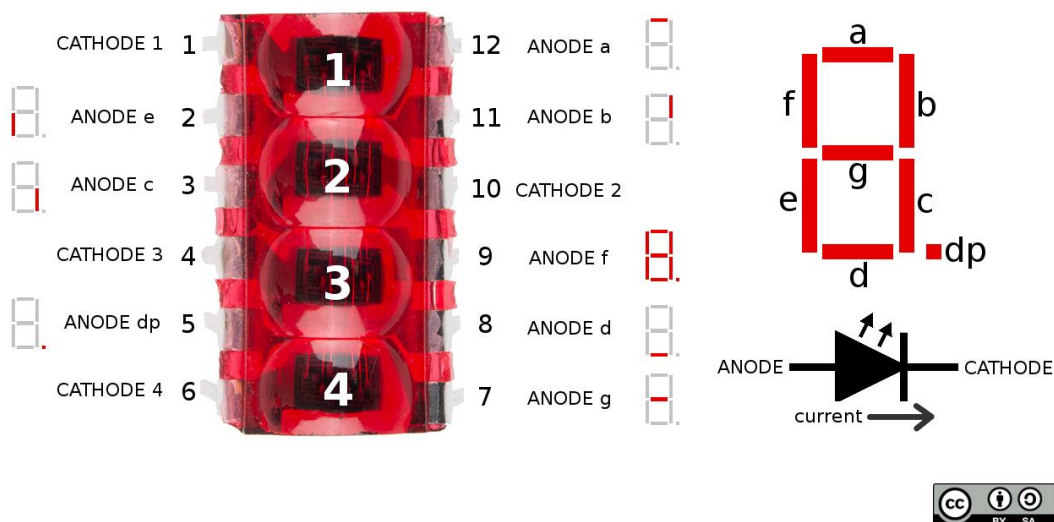 CATHODE 1 1
ANODE e 2
ANODE c 3
CATHODE 3 4
ANODE dp 5
CATHODE 4 6
1
2
3
4
12 ANODE a
11 ANODE b
10 CATHODE 2
9 ANODE f
8 ANODE d
7 ANODE g
a
f b
g
e c
d dp
ANODE CATHODE
current
cc
BY SA